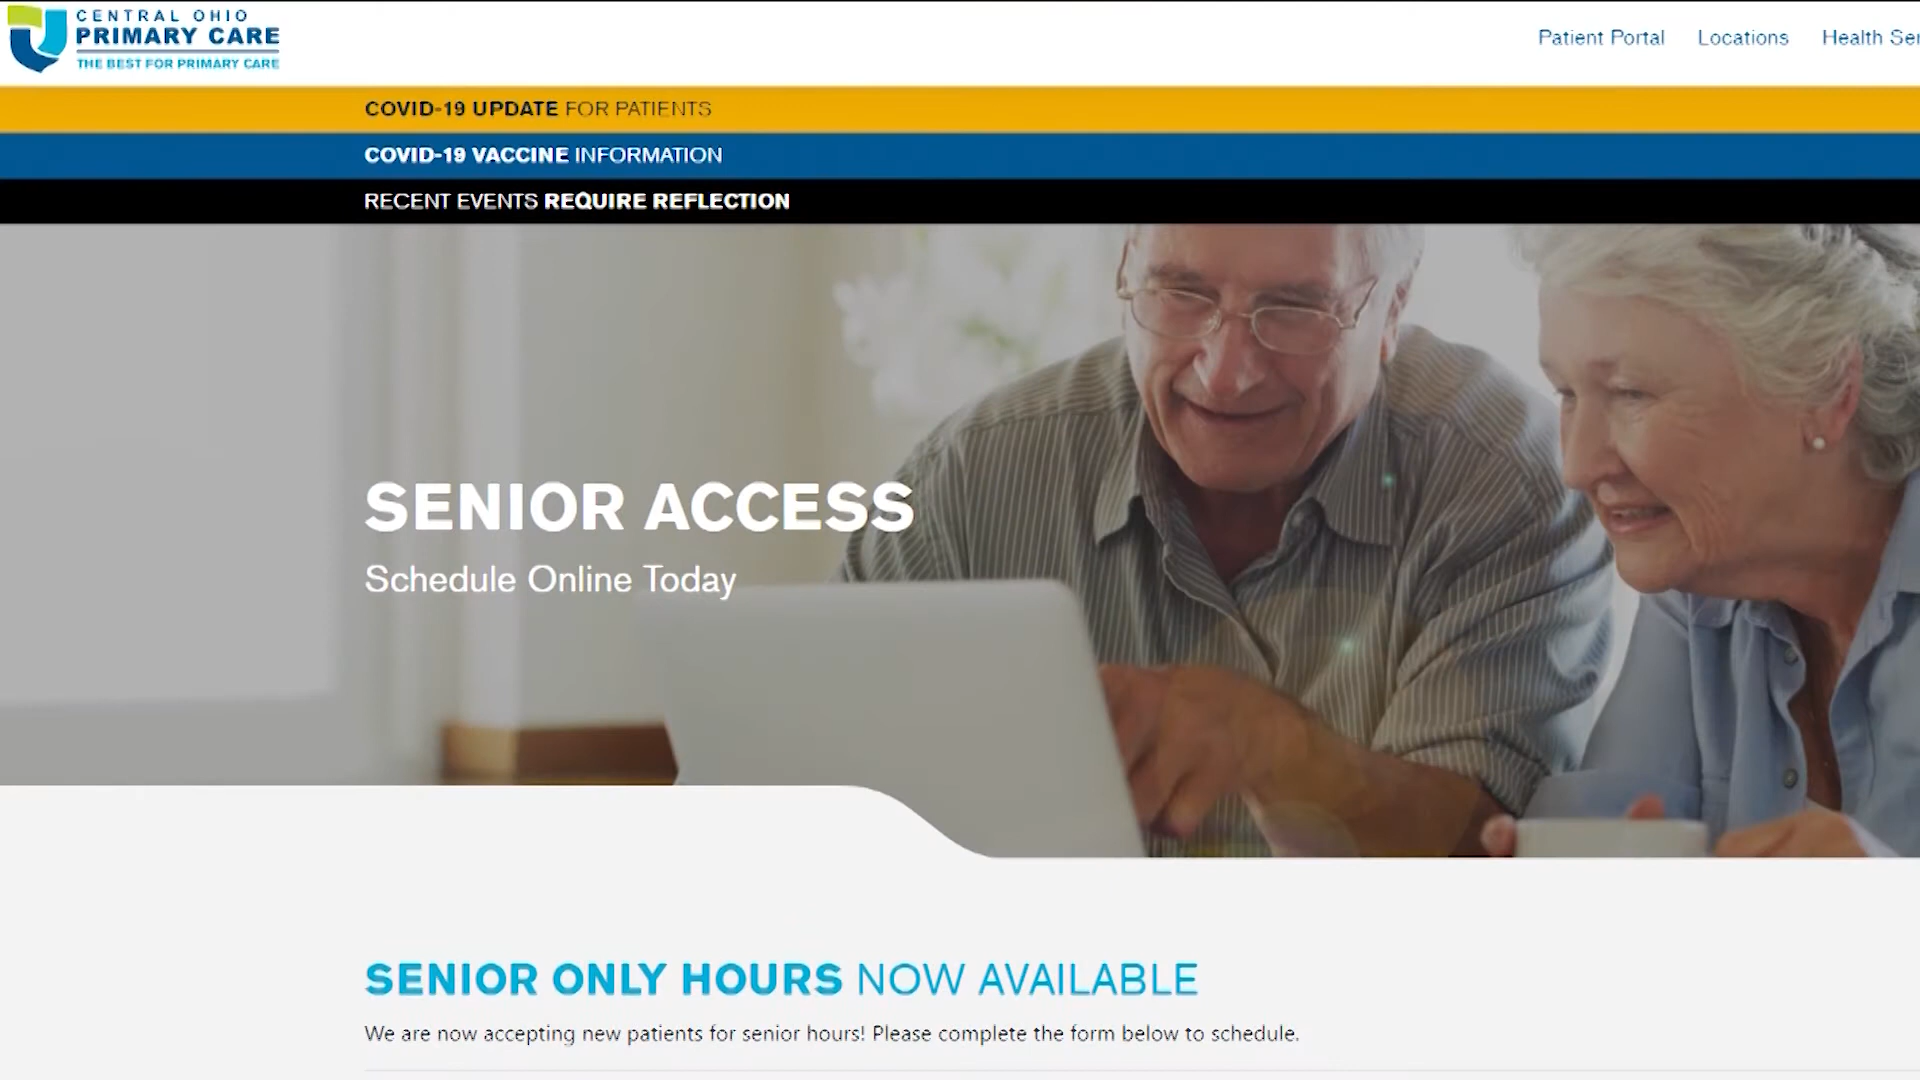 CENTRAL OHIO
PRIMARY CARE
THE BEST FOR PRIMARY CARE
Patient Portal
Locations
Health Ser
COVID-19 UPDATE FOR PATIENTS
COVID-19 VACCINE INFORMATION
RECENT EVENTS REQUIRE REFLECTION
SENIOR ACCESS
Schedule Online Today
SENIOR ONLY HOURS NOW AVAILABLE
We are now accepting new patients for senior hours! Please complete the form below to schedule.